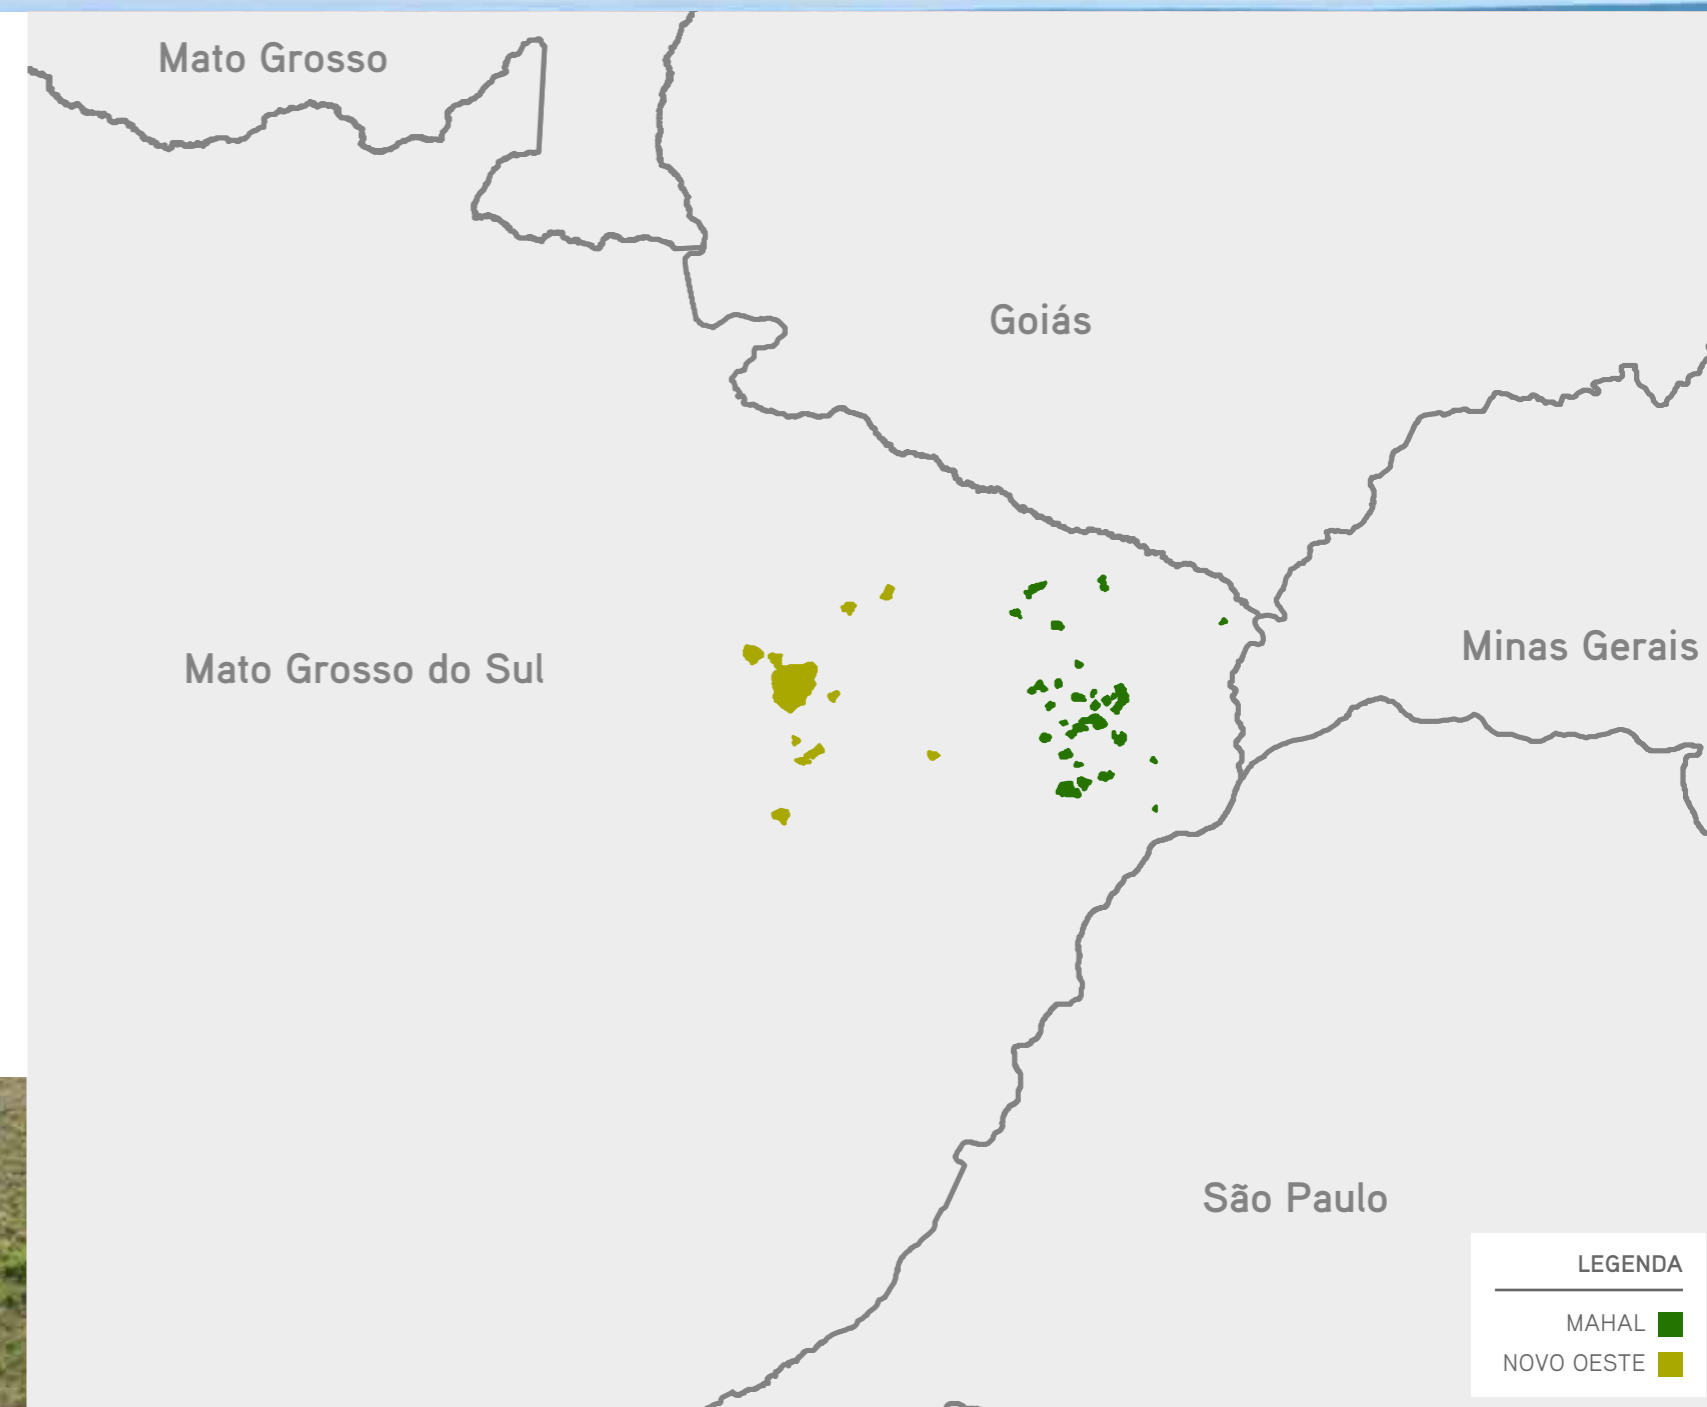 Mato Grosso
Goiás
Minas Gerais
Mato Grosso do Sul
São Paulo
LEGENDA
MAHAL
NOVO OESTE